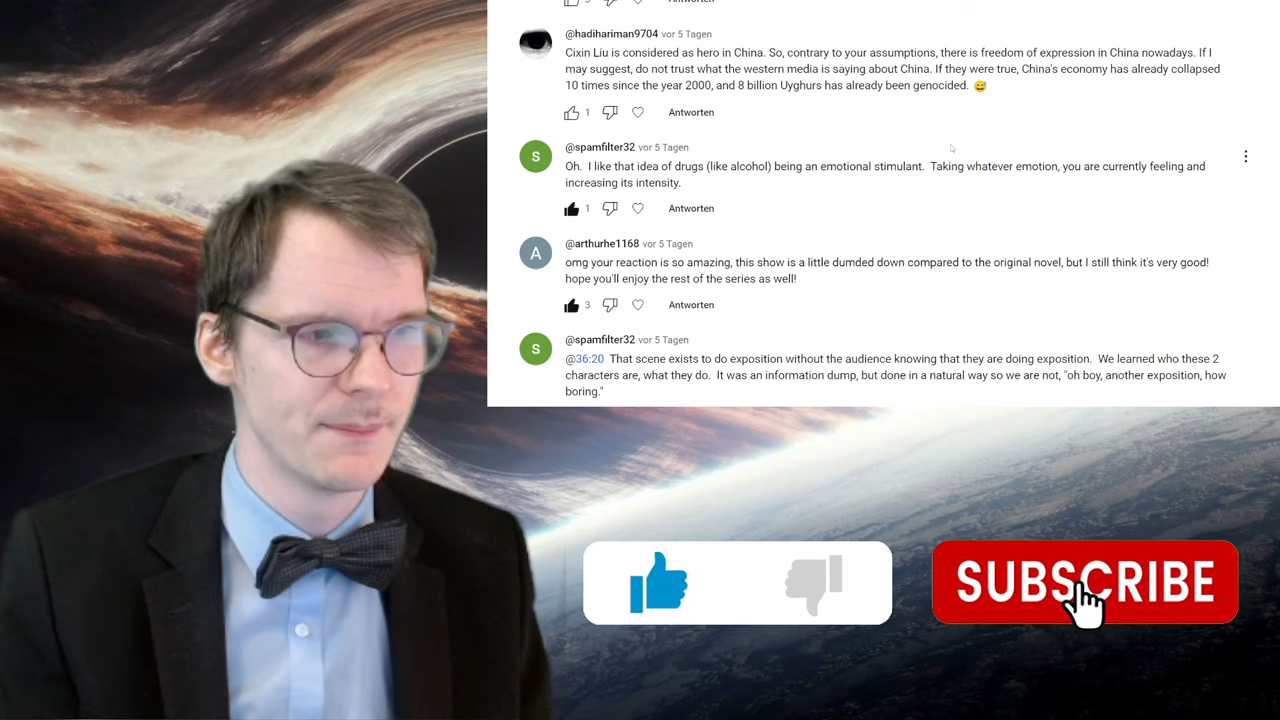 3 Antworten
@hadihariman9704 vor 5 Tagen
Cixin Liu is considered as hero in China. So, contrary to your assumptions, there is freedom of expression in China nowadays. If I
may suggest, do not trust what the western media is saying about China. If they were true, China's economy has already collapsed
10 times since the year 2000, and 8 billion Uyghurs has already been genocided. 😅
1 Antworten
S
@spamfilter32 vor 5 Tagen
Oh. I like that idea of drugs (like alcohol) being an emotional stimulant. Taking whatever emotion, you are currently feeling and
increasing its intensity.
1 Antworten
A
@arthurhe1168 vor 5 Tagen
omg your reaction is so amazing, this show is a little dumded down compared to the original novel, but I still think it's very good!
hope you'll enjoy the rest of the series as well!
3 Antworten
S
@spamfilter32 vor 5 Tagen
@36:20 That scene exists to do exposition without the audience knowing that they are doing exposition. We learned who these 2
characters are, what they do. It was an information dump, but done in a natural way so we are not, "oh boy, another exposition, how
boring."
SUBSCRIBE